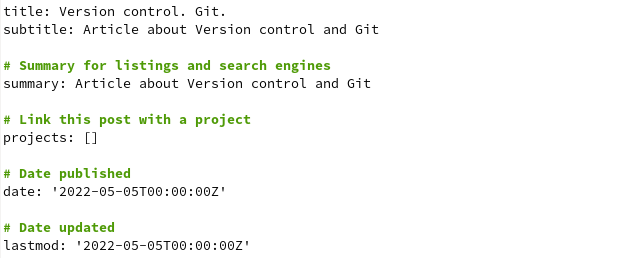 title: Version control. Git.
subtitle: Article about Version control and Git
# Summary for listings and search engines
summary: Article about Version control and Git
# Link this post with a project
projects: []
# Date published
date: '2022-05-05T00:00:00Z'
# Date updated
lastmod: '2022-05-05T00:00:00Z'